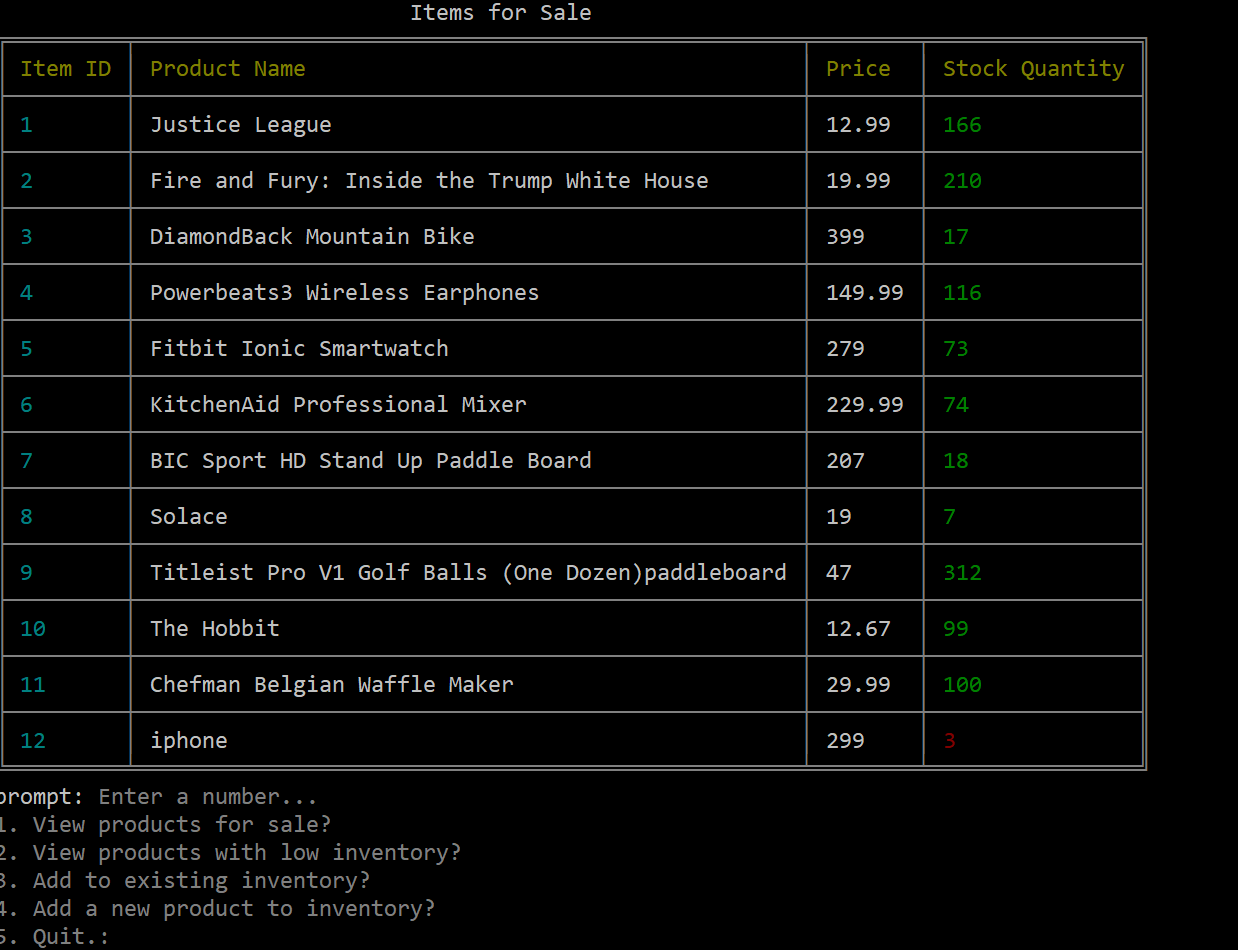 Items for Sale
Item ID Product Name Price Stock Quantity
1 Justice League 12.99 166
2 Fire and Fury: Inside the Trump White House 19.99 210
3 DiamondBack Mountain Bike 399 17
4 Powerbeats3 Wireless Earphones 149.99 116
5 Fitbit Ionic Smartwatch 279 73
6 KitchenAid Professional Mixer 229.99 74
7 BIC Sport HD Stand Up Paddle Board 207 18
8 Solace 19 7
9 Titleist Pro V1 Golf Balls (One Dozen)paddleboard 47 312
10 The Hobbit 12.67 99
11 Chefman Belgian Waffle Maker 29.99 100
12 iphone 299 3
prompt: Enter a number...
1. View products for sale?
2. View products with low inventory?
3. Add to existing inventory?
4. Add a new product to inventory?
5. Quit.: